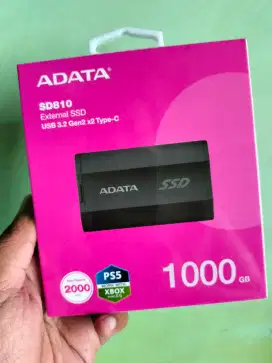 ADATA
SD810
External SSD
USB 3.2 Gen2 x2 Type-C
ADATA SSD
2000
PS5
XBOX
1000 GB